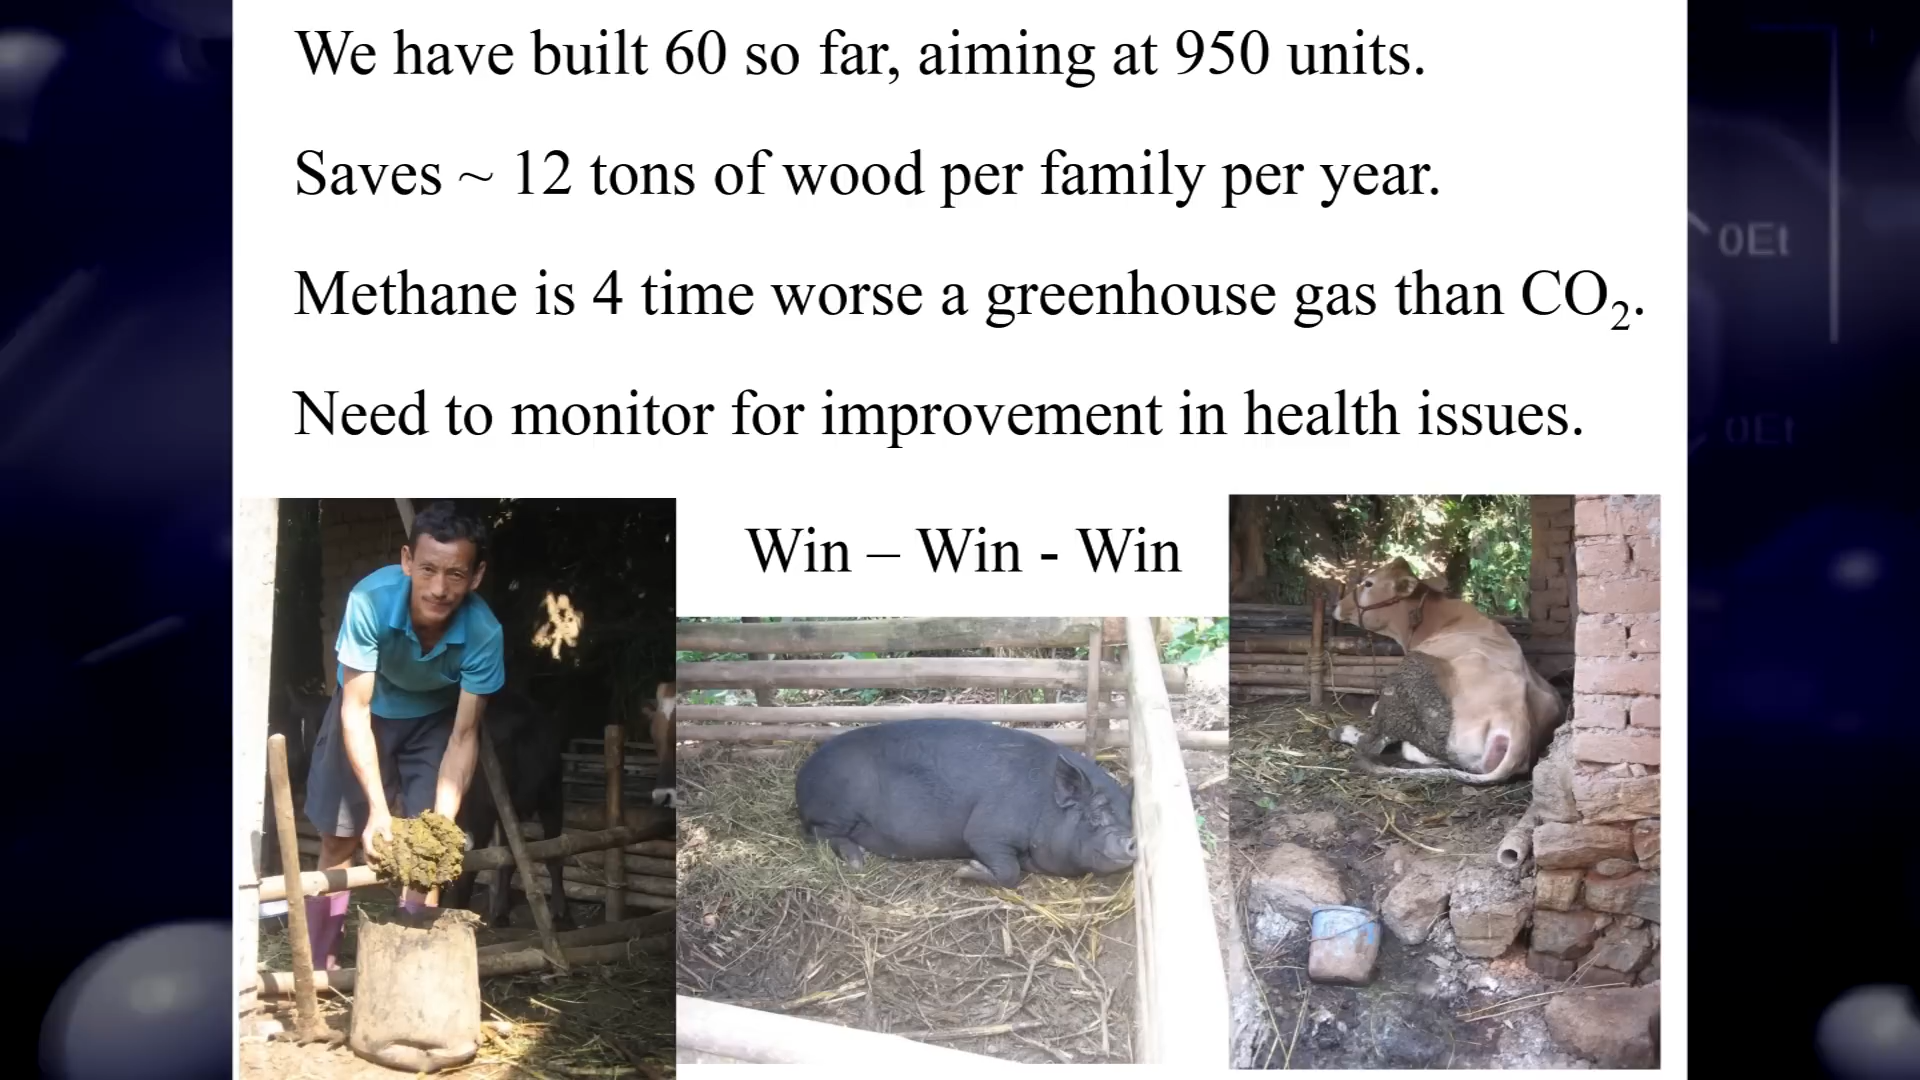 We have built 60 so far, aiming at 950 units.
Saves ~ 12 tons of wood per family per year.
Methane is 4 time worse a greenhouse gas than CO₂.
Need to monitor for improvement in health issues.
Win – Win - Win
OEt
OEt